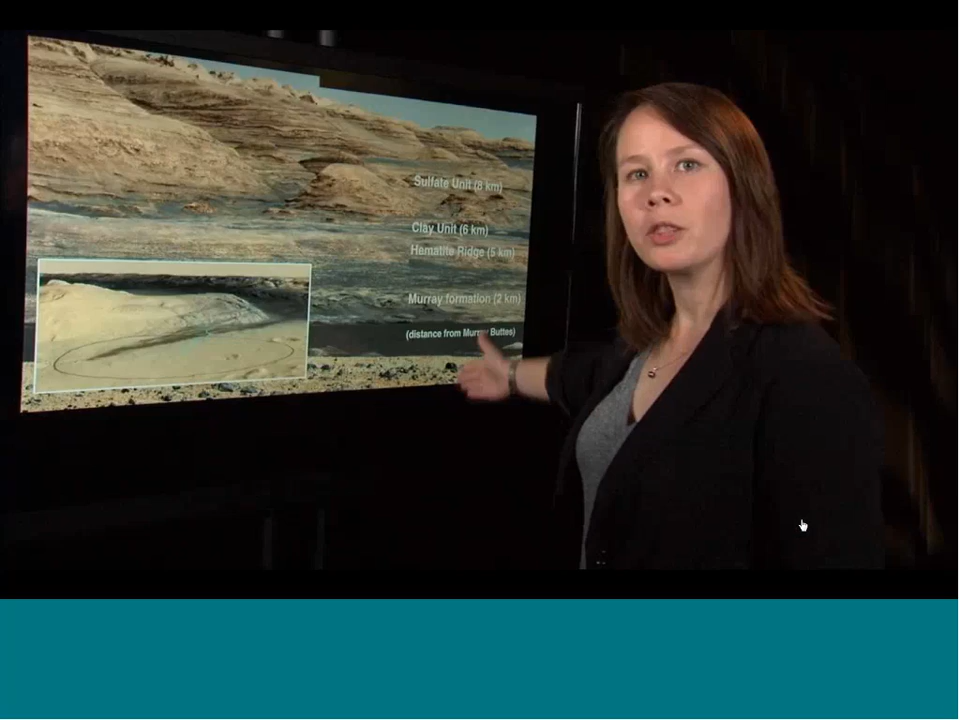 Sulfate Unit (8 km)
Clay Unit (6 km)
Hematite Ridge (5 km)
Murray formation (2 km)
(distance from Murray Buttes)